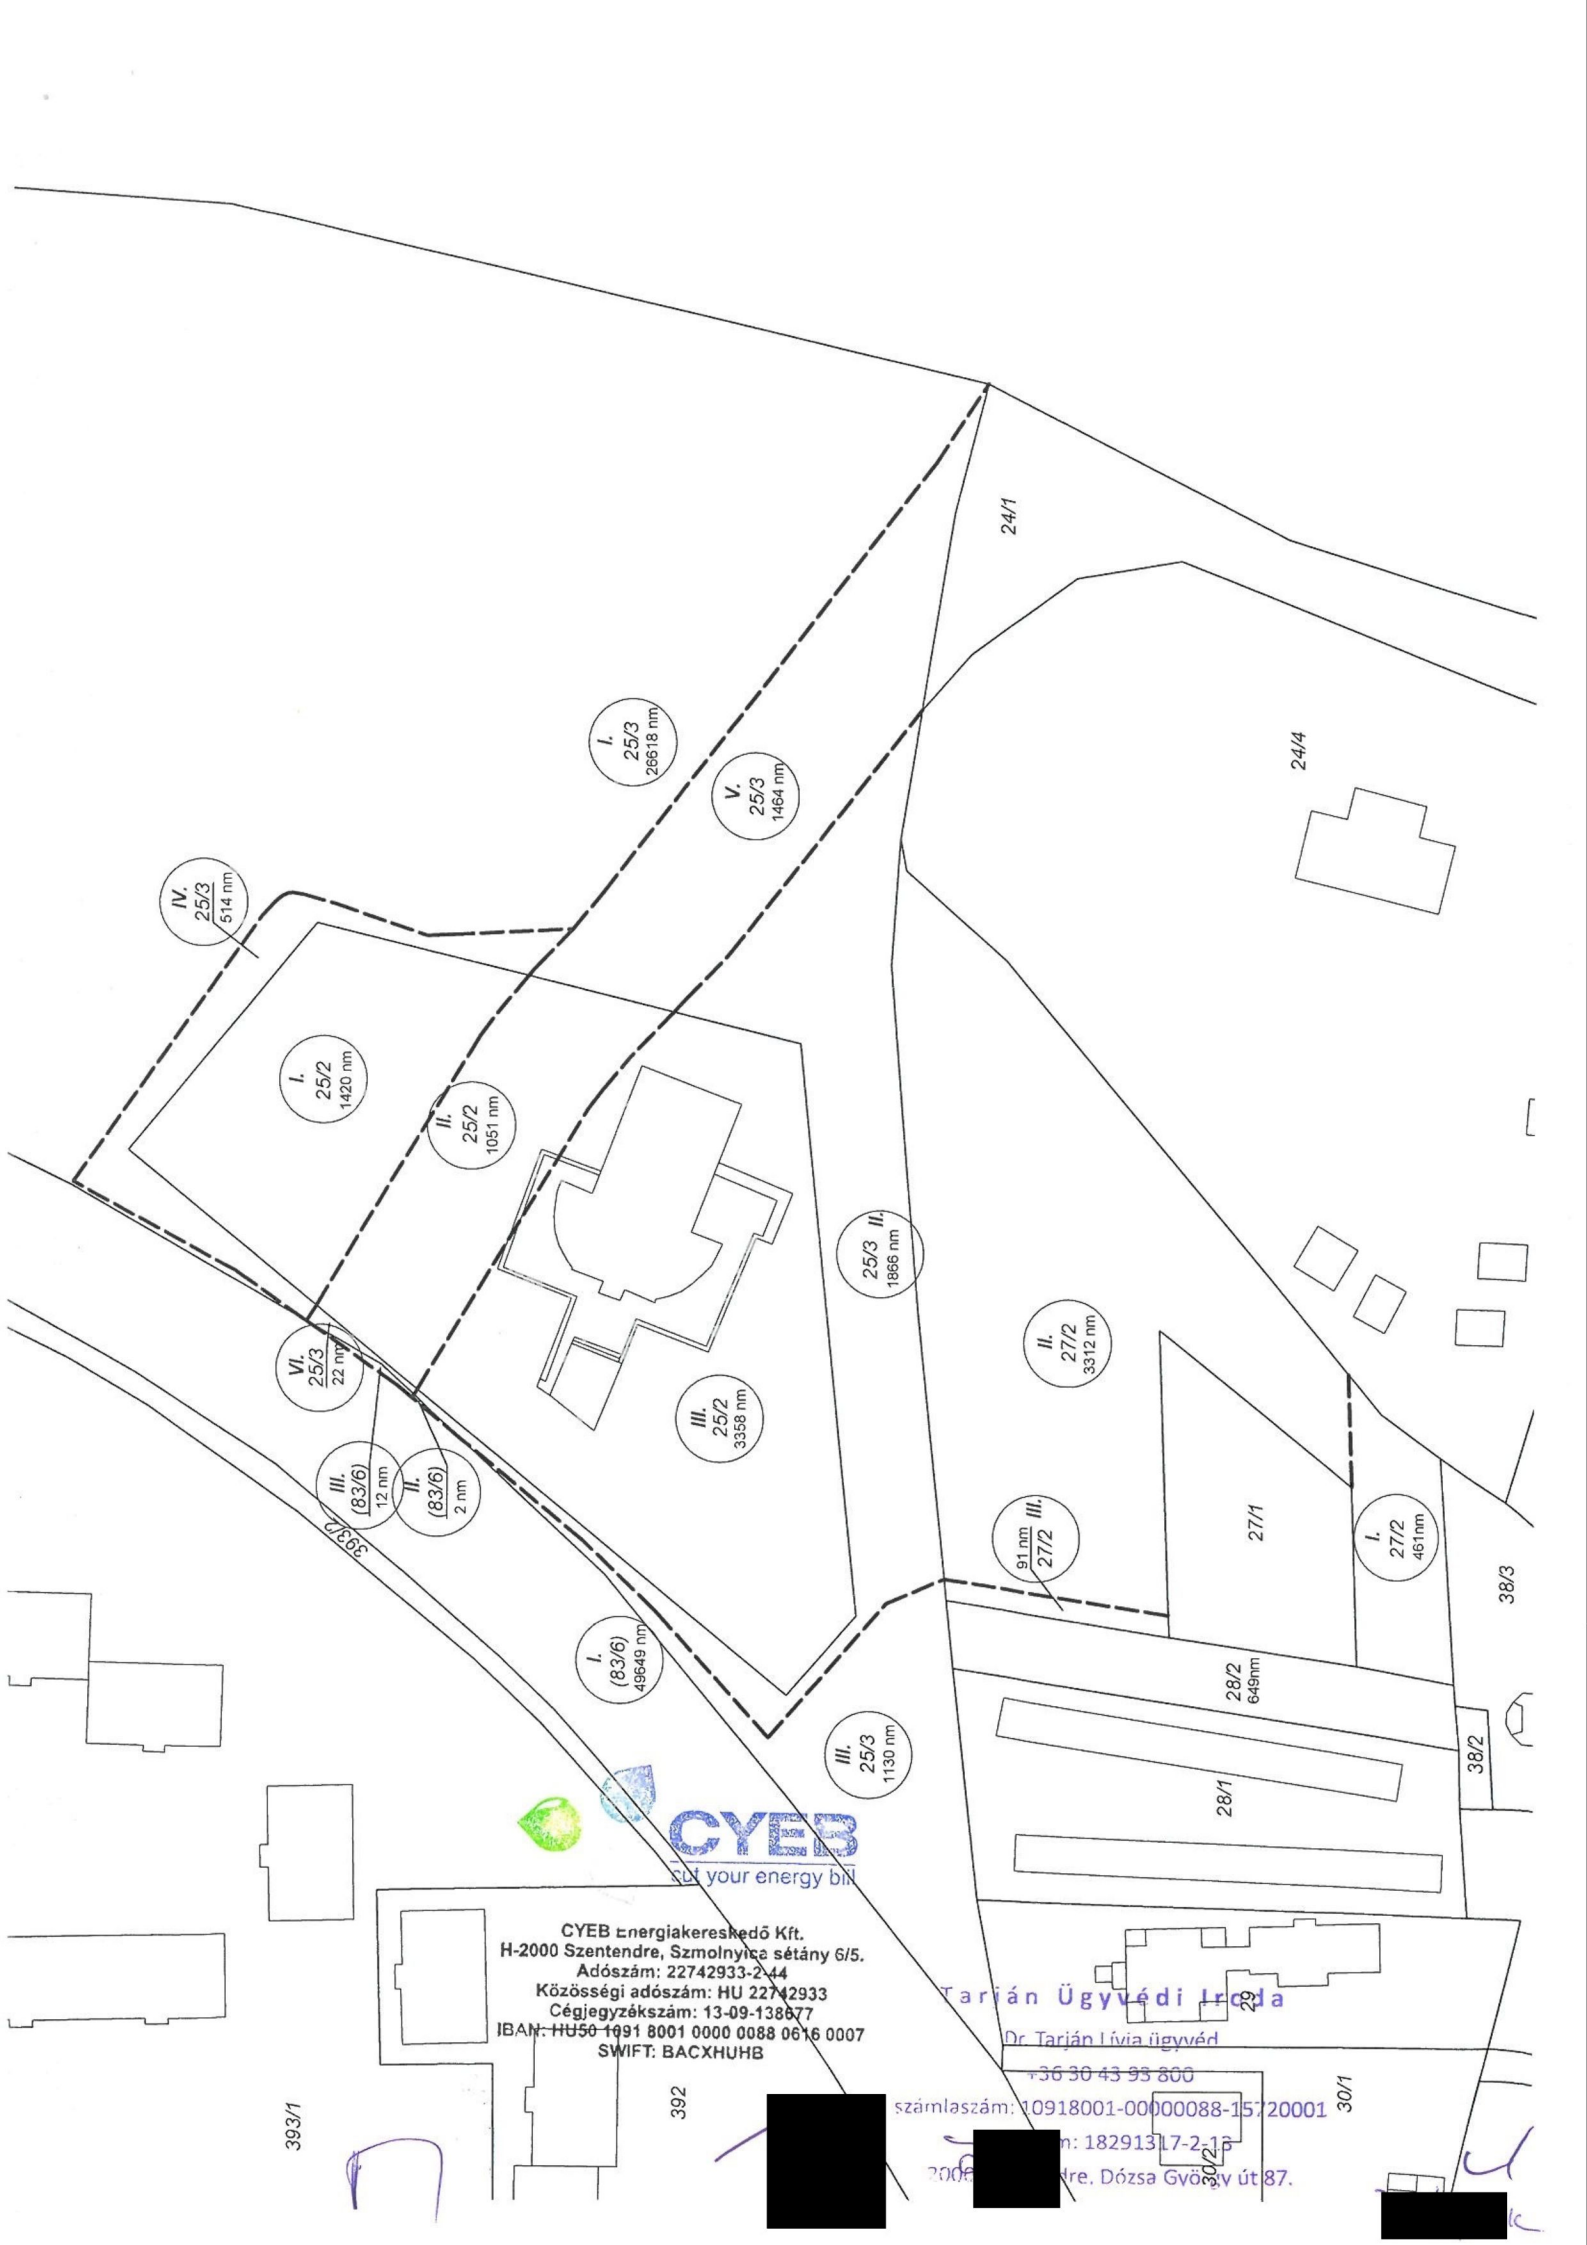 24/1
I.
25/3
26618 nm
V.
25/3
1464 nm
24/4
IV.
25/3
514 nm
I.
25/2
1420 nm
II.
25/2
1051 nm
25/3 II.
1866 nm
II.
27/2
3312 nm
VI.
25/3
22 nm
III.
25/2
3358 nm
III.
(83/6)
12 nm
II.
(83/6)
2 nm
393/2
91 nm III.
27/2
27/1
I.
27/2
461nm
38/3
I.
(83/6)
49649 nm
28/2
649nm
III.
25/3
1130 nm
38/2
28/1
CYEB
cut your energy bill
CYEB Energiakereskedő Kft.
H-2000 Szentendre, Szmolnyica sétány 6/5.
Adószám: 22742933-2-44
Közösségi adószám: HU 22742933
Cégjegyzékszám: 13-09-138677
IBAN: HU50 1091 8001 0000 0088 0616 0007
SWIFT: BACXHUHB
Tarján Ügyvédi Iroda
29
Dr. Tarján Lívia ügyvéd
+36 30 43 93 800
számlaszám: 10918001-00000088-15720001
m: 18291317-2-13
dre, Dózsa György út 87.
393/1
392
30/1
30/2